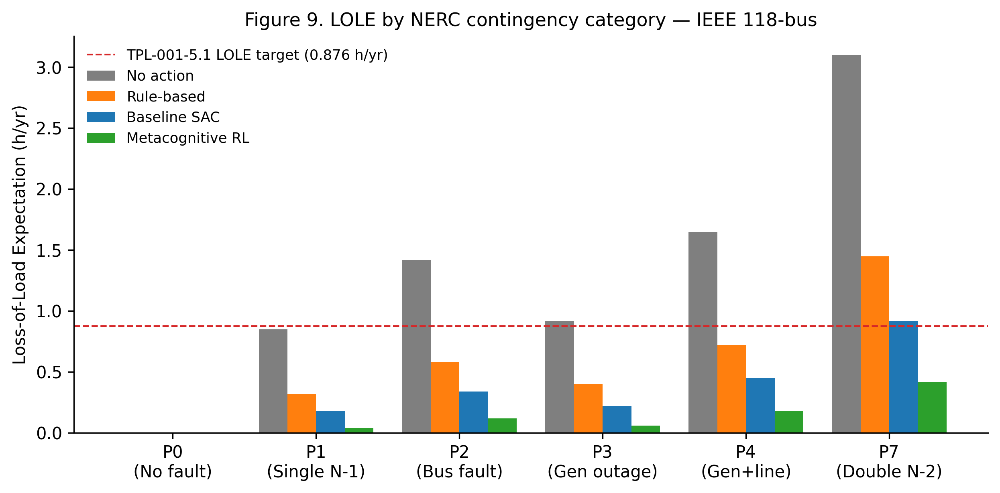 Figure 9. LOLE by NERC contingency category — IEEE 118-bus
TPL-001-5.1 LOLE target (0.876 h/yr)
No action
Rule-based
Baseline SAC
Metacognitive RL
Loss-of-Load Expectation (h/yr)
3.0
2.5
2.0
1.5
1.0
0.5
0.0
P0
(No fault)
P1
(Single N-1)
P2
(Bus fault)
P3
(Gen outage)
P4
(Gen+line)
P7
(Double N-2)